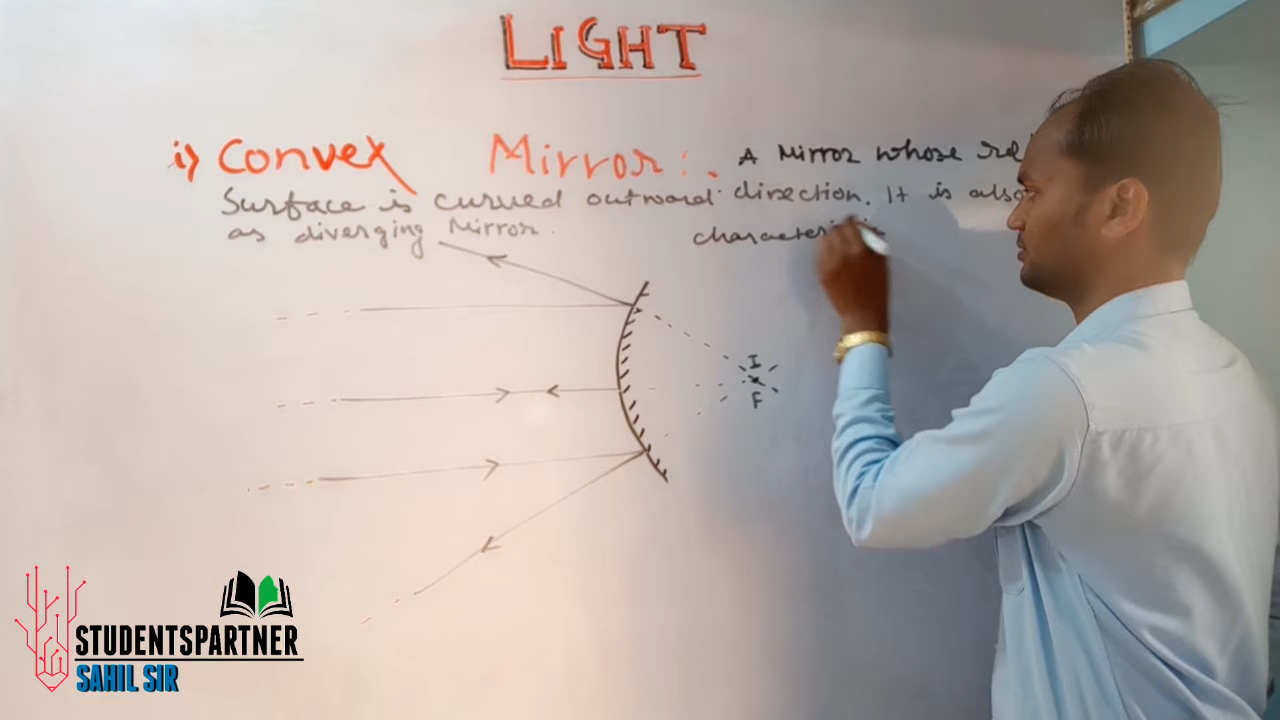 LIGHT
i) Convex Mirror:. A Mirror whose
Surface is curved outward direction. It is also
as diverging Mirror.
I
F
STUDENTSPARTNER
SAHIL SIR